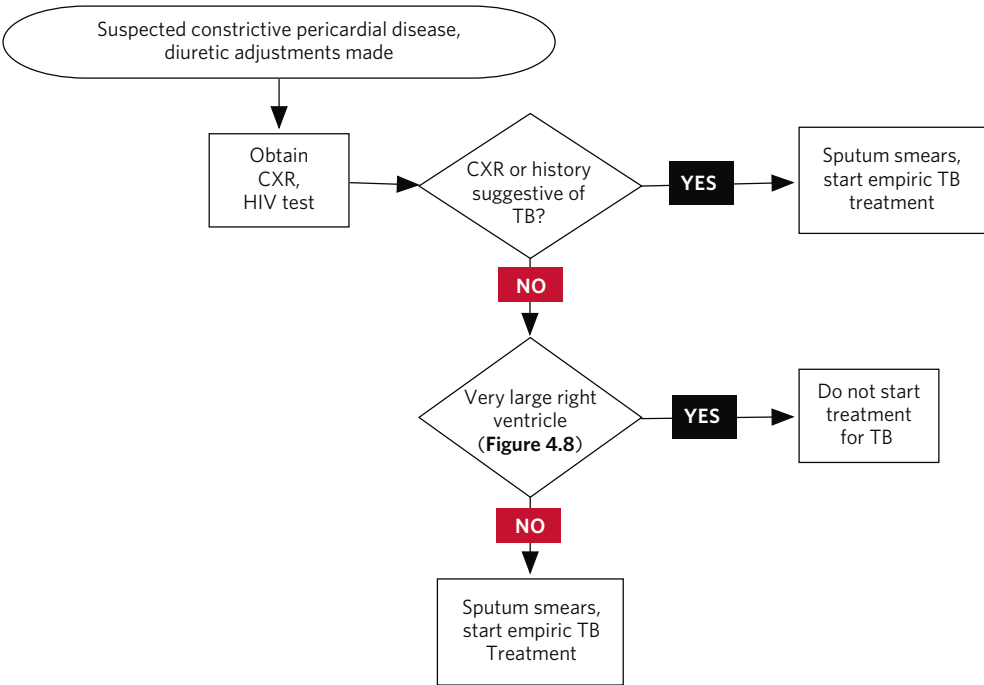 Suspected constrictive pericardial disease,
diuretic adjustments made
Obtain
CXR,
HIV test
CXR or history
suggestive of
TB?
YES
Sputum smears,
start empiric TB
treatment
NO
Very large right
ventricle
(Figure 4.8)
YES
Do not start
treatment
for TB
NO
Sputum smears,
start empiric TB
Treatment